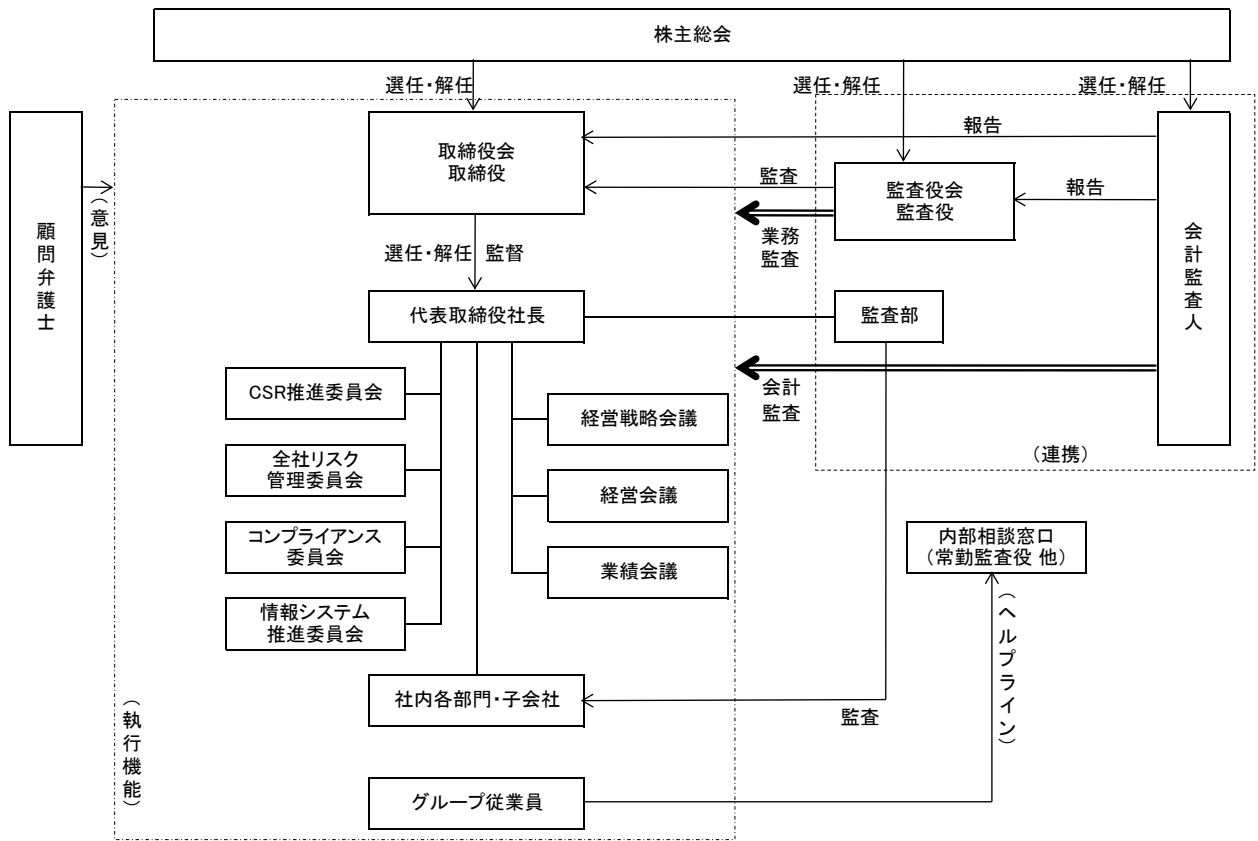 株主総会
選任・解任
選任・解任
選任・解任
顧問弁護士
（意見）
取締役会
取締役
報告
監査
監査役会
監査役
報告
業務
監査
会計監査人
選任・解任 監督
代表取締役社長
監査部
会計
監査
（連携）
CSR推進委員会
経営戦略会議
全社リスク
管理委員会
経営会議
コンプライアンス
委員会
業績会議
情報システム
推進委員会
内部相談窓口
（常勤監査役 他）
（ヘルプライン）
社内各部門・子会社
監査
（執行機能）
グループ従業員